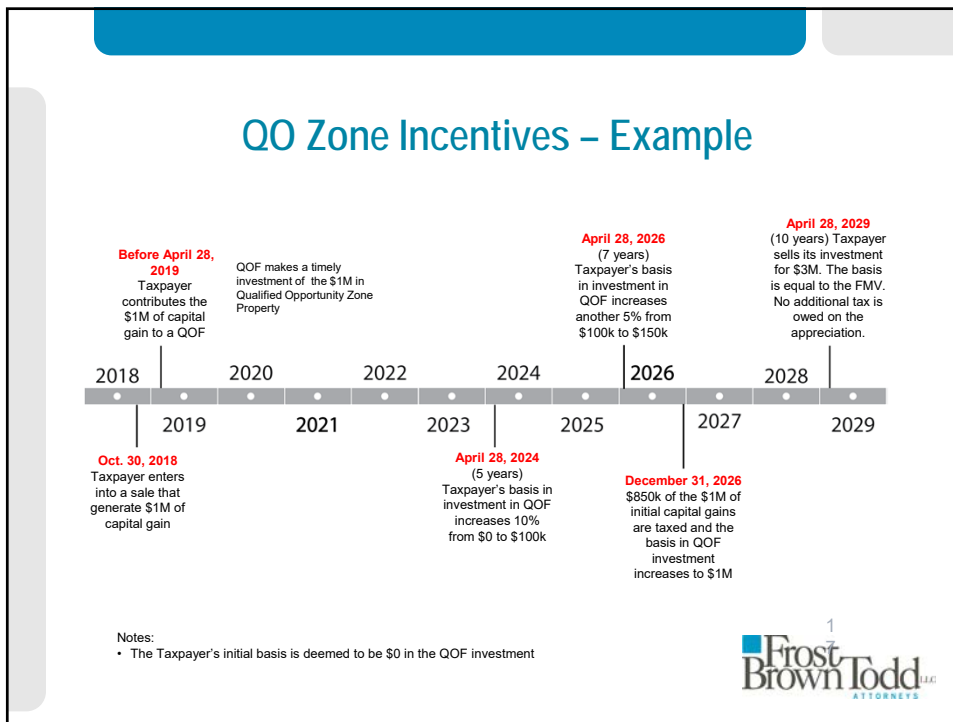 QO Zone Incentives – Example
Before April 28,
2019
Taxpayer
contributes the
$1M of capital
gain to a QOF
QOF makes a timely
investment of  the $1M in
Qualified Opportunity Zone
Property
April 28, 2026
(7 years)
Taxpayer's basis
in investment in
QOF increases
another 5% from
$100k to $150k
April 28, 2029
(10 years) Taxpayer
sells its investment
for $3M. The basis
is equal to the FMV.
No additional tax is
owed on the
appreciation.
2018
2020
2022
2024
2026
2028
2019
2021
2023
2025
2027
2029
Oct. 30, 2018
Taxpayer enters
into a sale that
generate $1M of
capital gain
April 28, 2024
(5 years)
Taxpayer's basis in
investment in QOF
increases 10%
from $0 to $100k
December 31, 2026
$850k of the $1M of
initial capital gains
are taxed and the
basis in QOF
investment
increases to $1M
Notes:
• The Taxpayer's initial basis is deemed to be $0 in the QOF investment
1
7
Frost
Brown Todd LLC
ATTORNEYS